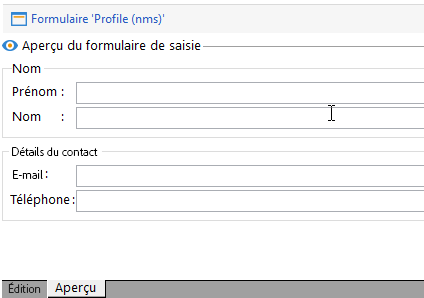 Formulaire 'Profile (nms)'
Aperçu du formulaire de saisie
Nom
Prénom :
Nom :
Détails du contact
E-mail :
Téléphone :
Édition Aperçu